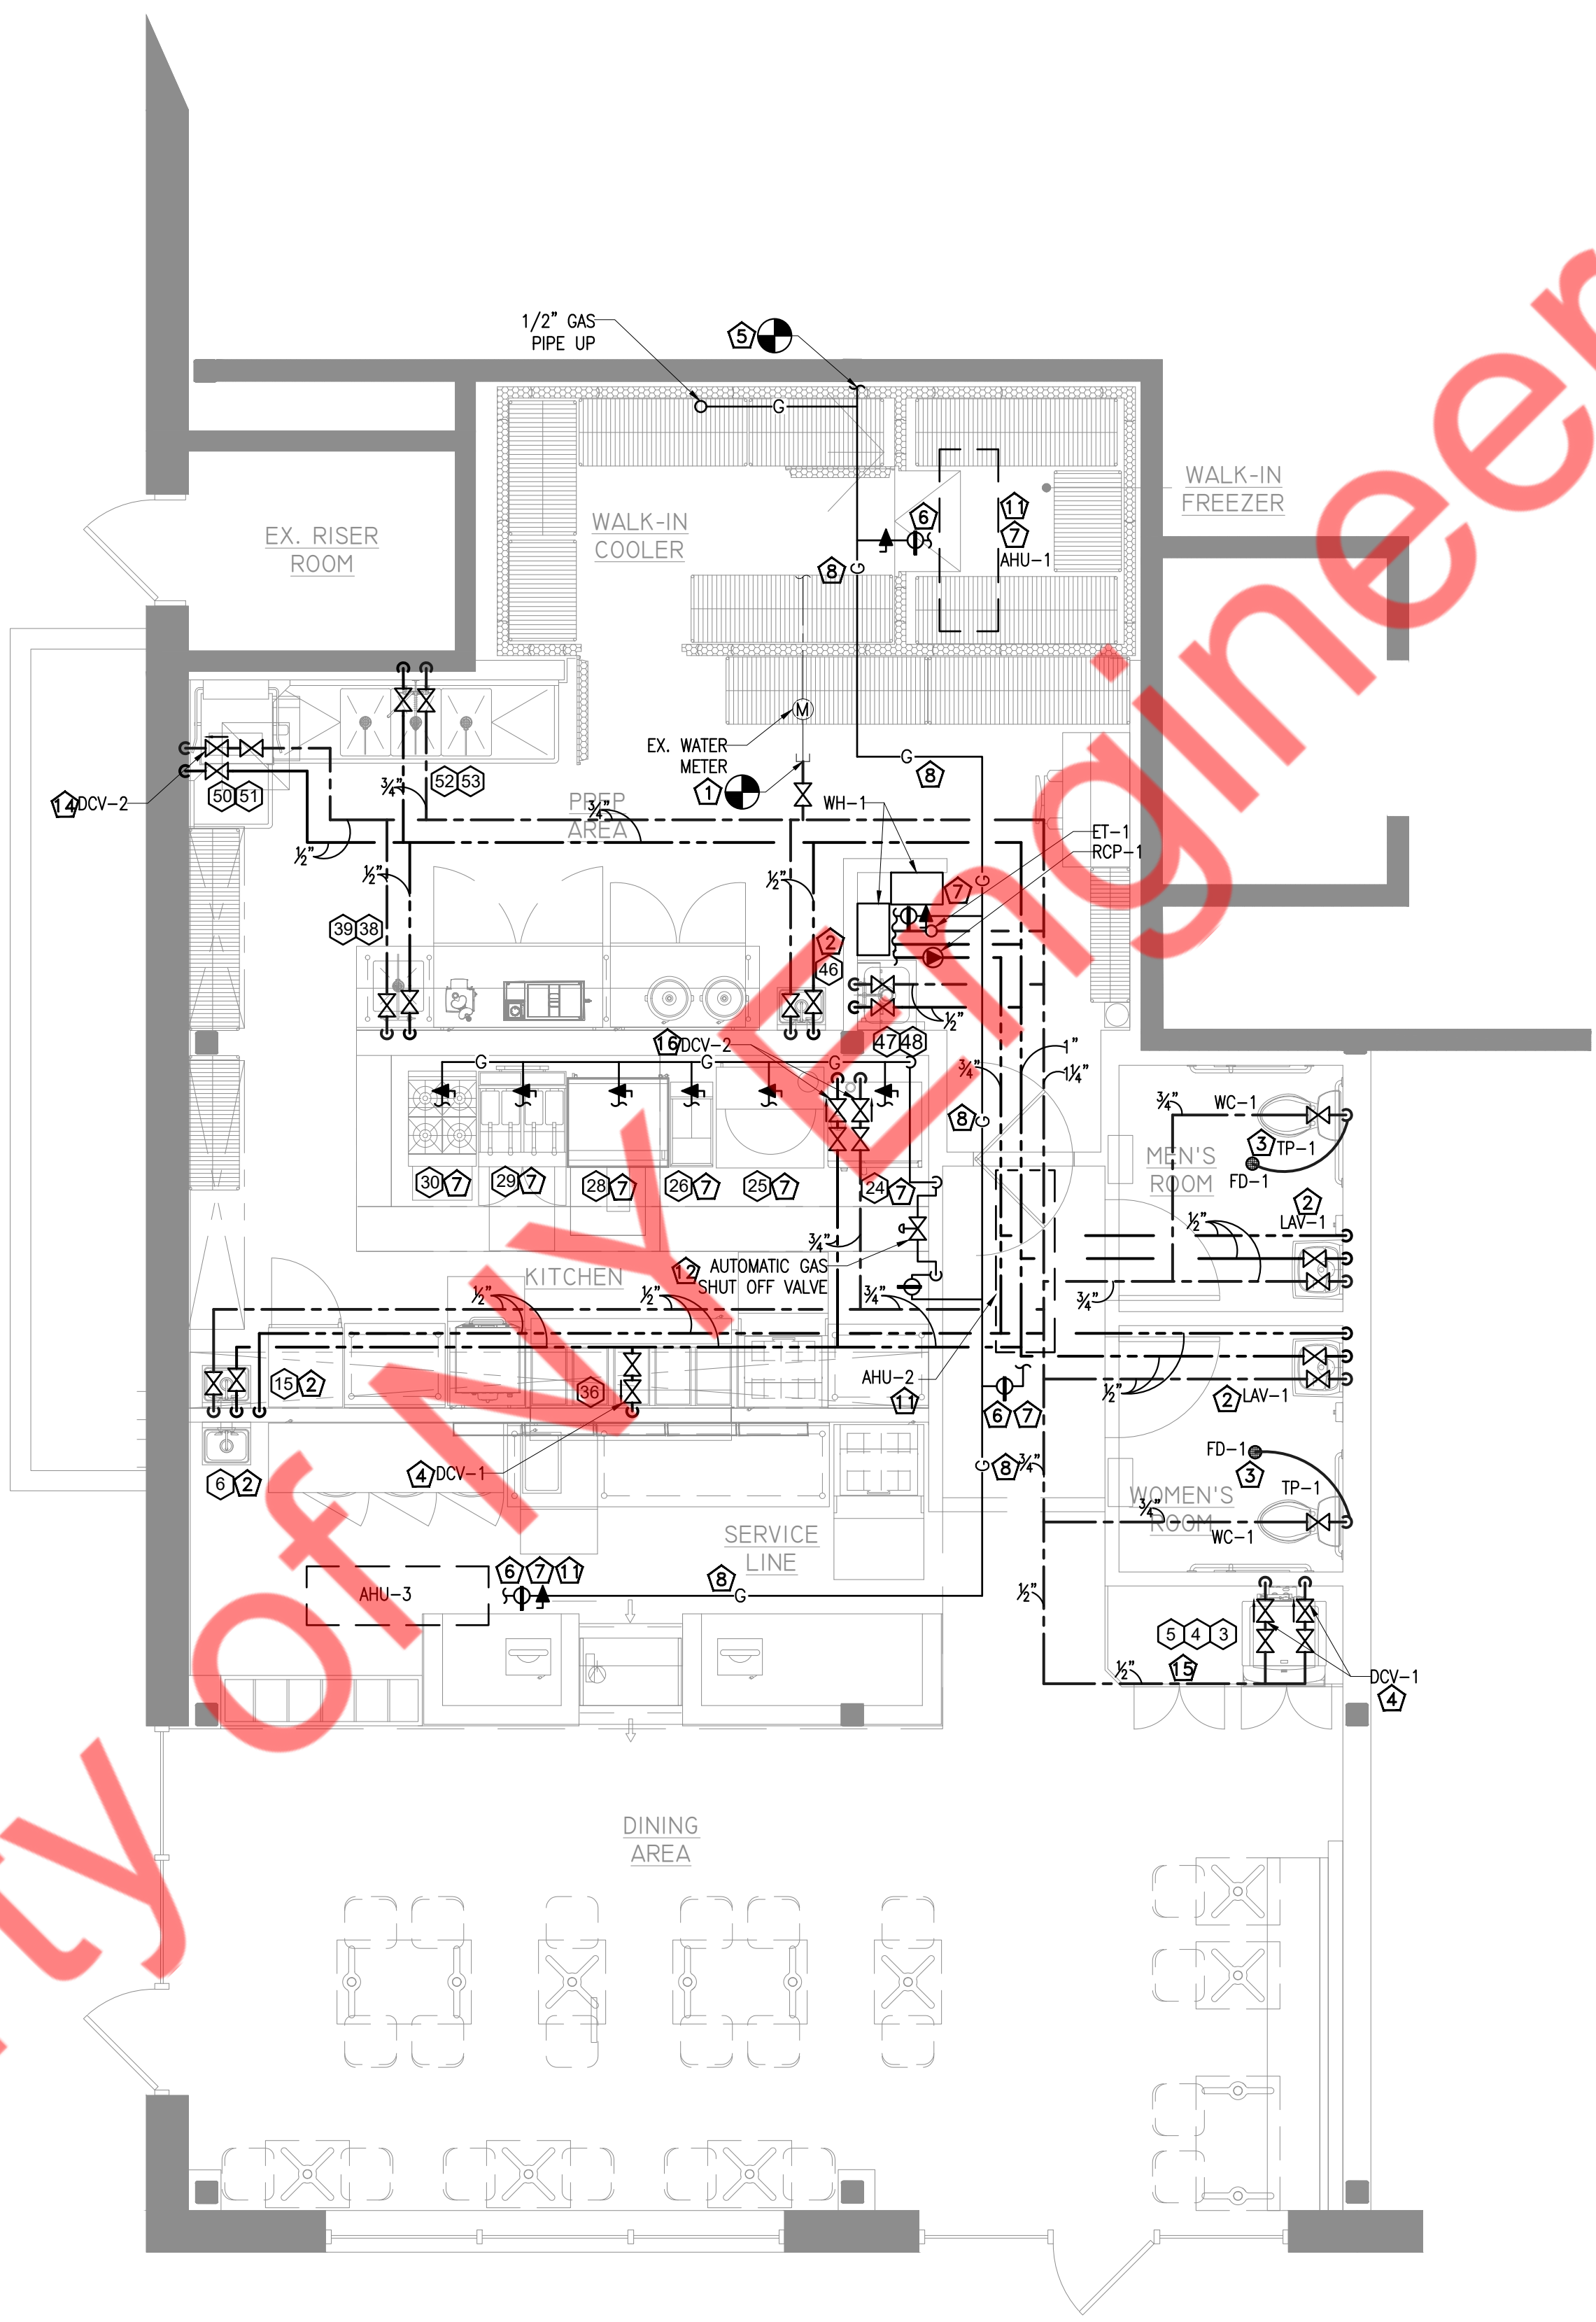 1/2" GAS
PIPE UP
5
G
WALK-IN
FREEZER
6
11
7
AHU-1
WALK-IN
COOLER
EX. RISER
ROOM
8
G
M
EX. WATER
METER
G
8
1
WH-1
14
DCV-2
50
51
52
53
¾"
PREP
AREA
¾"
ET-1
RCP-1
½"
½"
½"
G
7
39
38
2
46
½"
47
48
16
DCV-2
1"
1¼"
¾"
G
G
G
8
G
¾"
WC-1
3
TP-1
FD-1
MEN'S
ROOM
30
7
29
7
28
7
26
7
25
7
24
7
2
LAV-1
½"
¾"
12
AUTOMATIC GAS
SHUT OFF VALVE
KITCHEN
½"
½"
¾"
¾"
15
2
36
AHU-2
11
½"
2
LAV-1
6
7
6
2
4
DCV-1
G
8
¾"
FD-1
3
TP-1
WOMEN'S
ROOM
¾"
WC-1
SERVICE
LINE
AHU-3
6
7
11
8
G
½"
5
4
3
15
½"
DCV-1
4
DINING
AREA
ty of NY Engineer